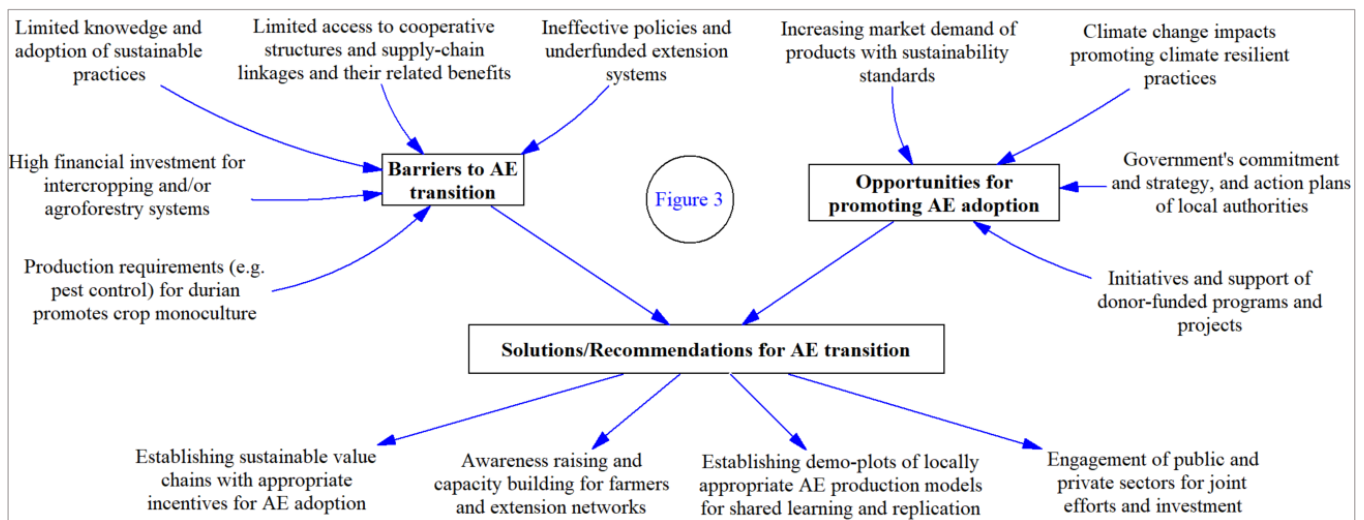 Limited knowledge and
adoption of sustainable
practices
Limited access to cooperative
structures and supply-chain
linkages and their related benefits
Ineffective policies and
underfunded extension
systems
Increasing market demand of
products with sustainability
standards
Climate change impacts
promoting climate resilient
practices
High financial investment for
intercropping and/or
agroforestry systems
Barriers to AE
transition
Figure 3
Opportunities for
promoting AE adoption
Government's commitment
and strategy, and action plans
of local authorities
Production requirements (e.g.
pest control) for durian
promotes crop monoculture
Initiatives and support of
donor-funded programs and
projects
Solutions/Recommendations for AE transition
Establishing sustainable value
chains with appropriate
incentives for AE adoption
Awareness raising and
capacity building for farmers
and extension networks
Establishing demo-plots of locally
appropriate AE production models
for shared learning and replication
Engagement of public and
private sectors for joint
efforts and investment